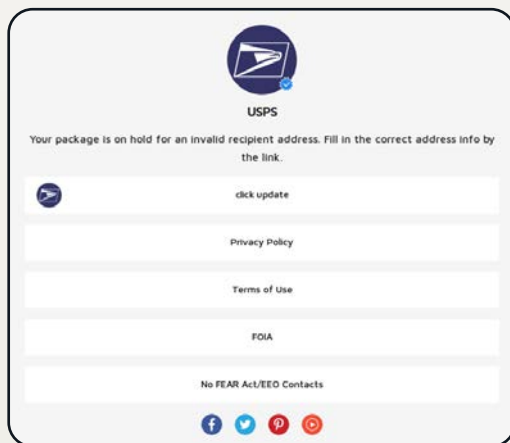 USPS
Your package is on hold for an invalid recipient address. Fill in the correct address info by
the link.
click update
Privacy Policy
Terms of Use
FOIA
No FEAR Act/EEO Contacts